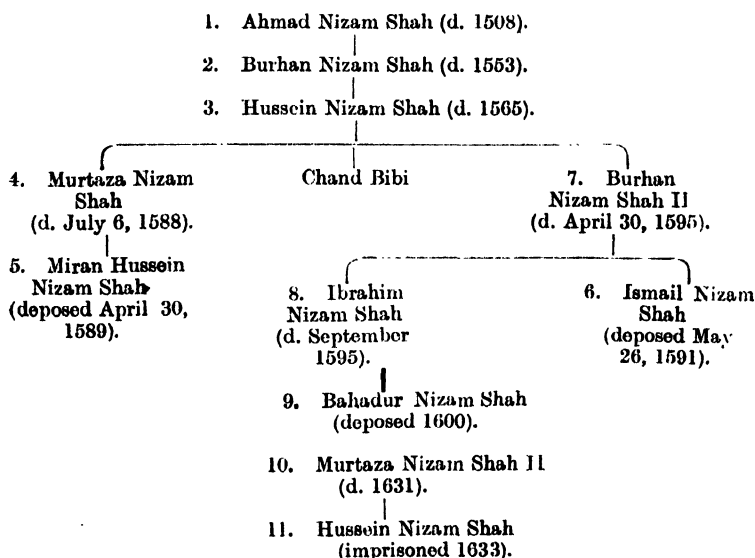 1. Ahmad Nizam Shah (d. 1508).
2. Burhan Nizam Shah (d. 1553).
3. Hussein Nizam Shah (d. 1565).
4. Murtaza Nizam
Shah
(d. July 6, 1588).
Chand Bibi
7. Burhan
Nizam Shah II
(d. April 30, 1595).
5. Miran Hussein
Nizam Shah
(deposed April 30,
1589).
8. Ibrahim
Nizam Shah
(d. September
1595).
6. Ismail Nizam
Shah
(deposed May
26, 1591).
9. Bahadur Nizam Shah
(deposed 1600).
10. Murtaza Nizam Shah II
(d. 1631).
11. Hussein Nizam Shah
(imprisoned 1633).